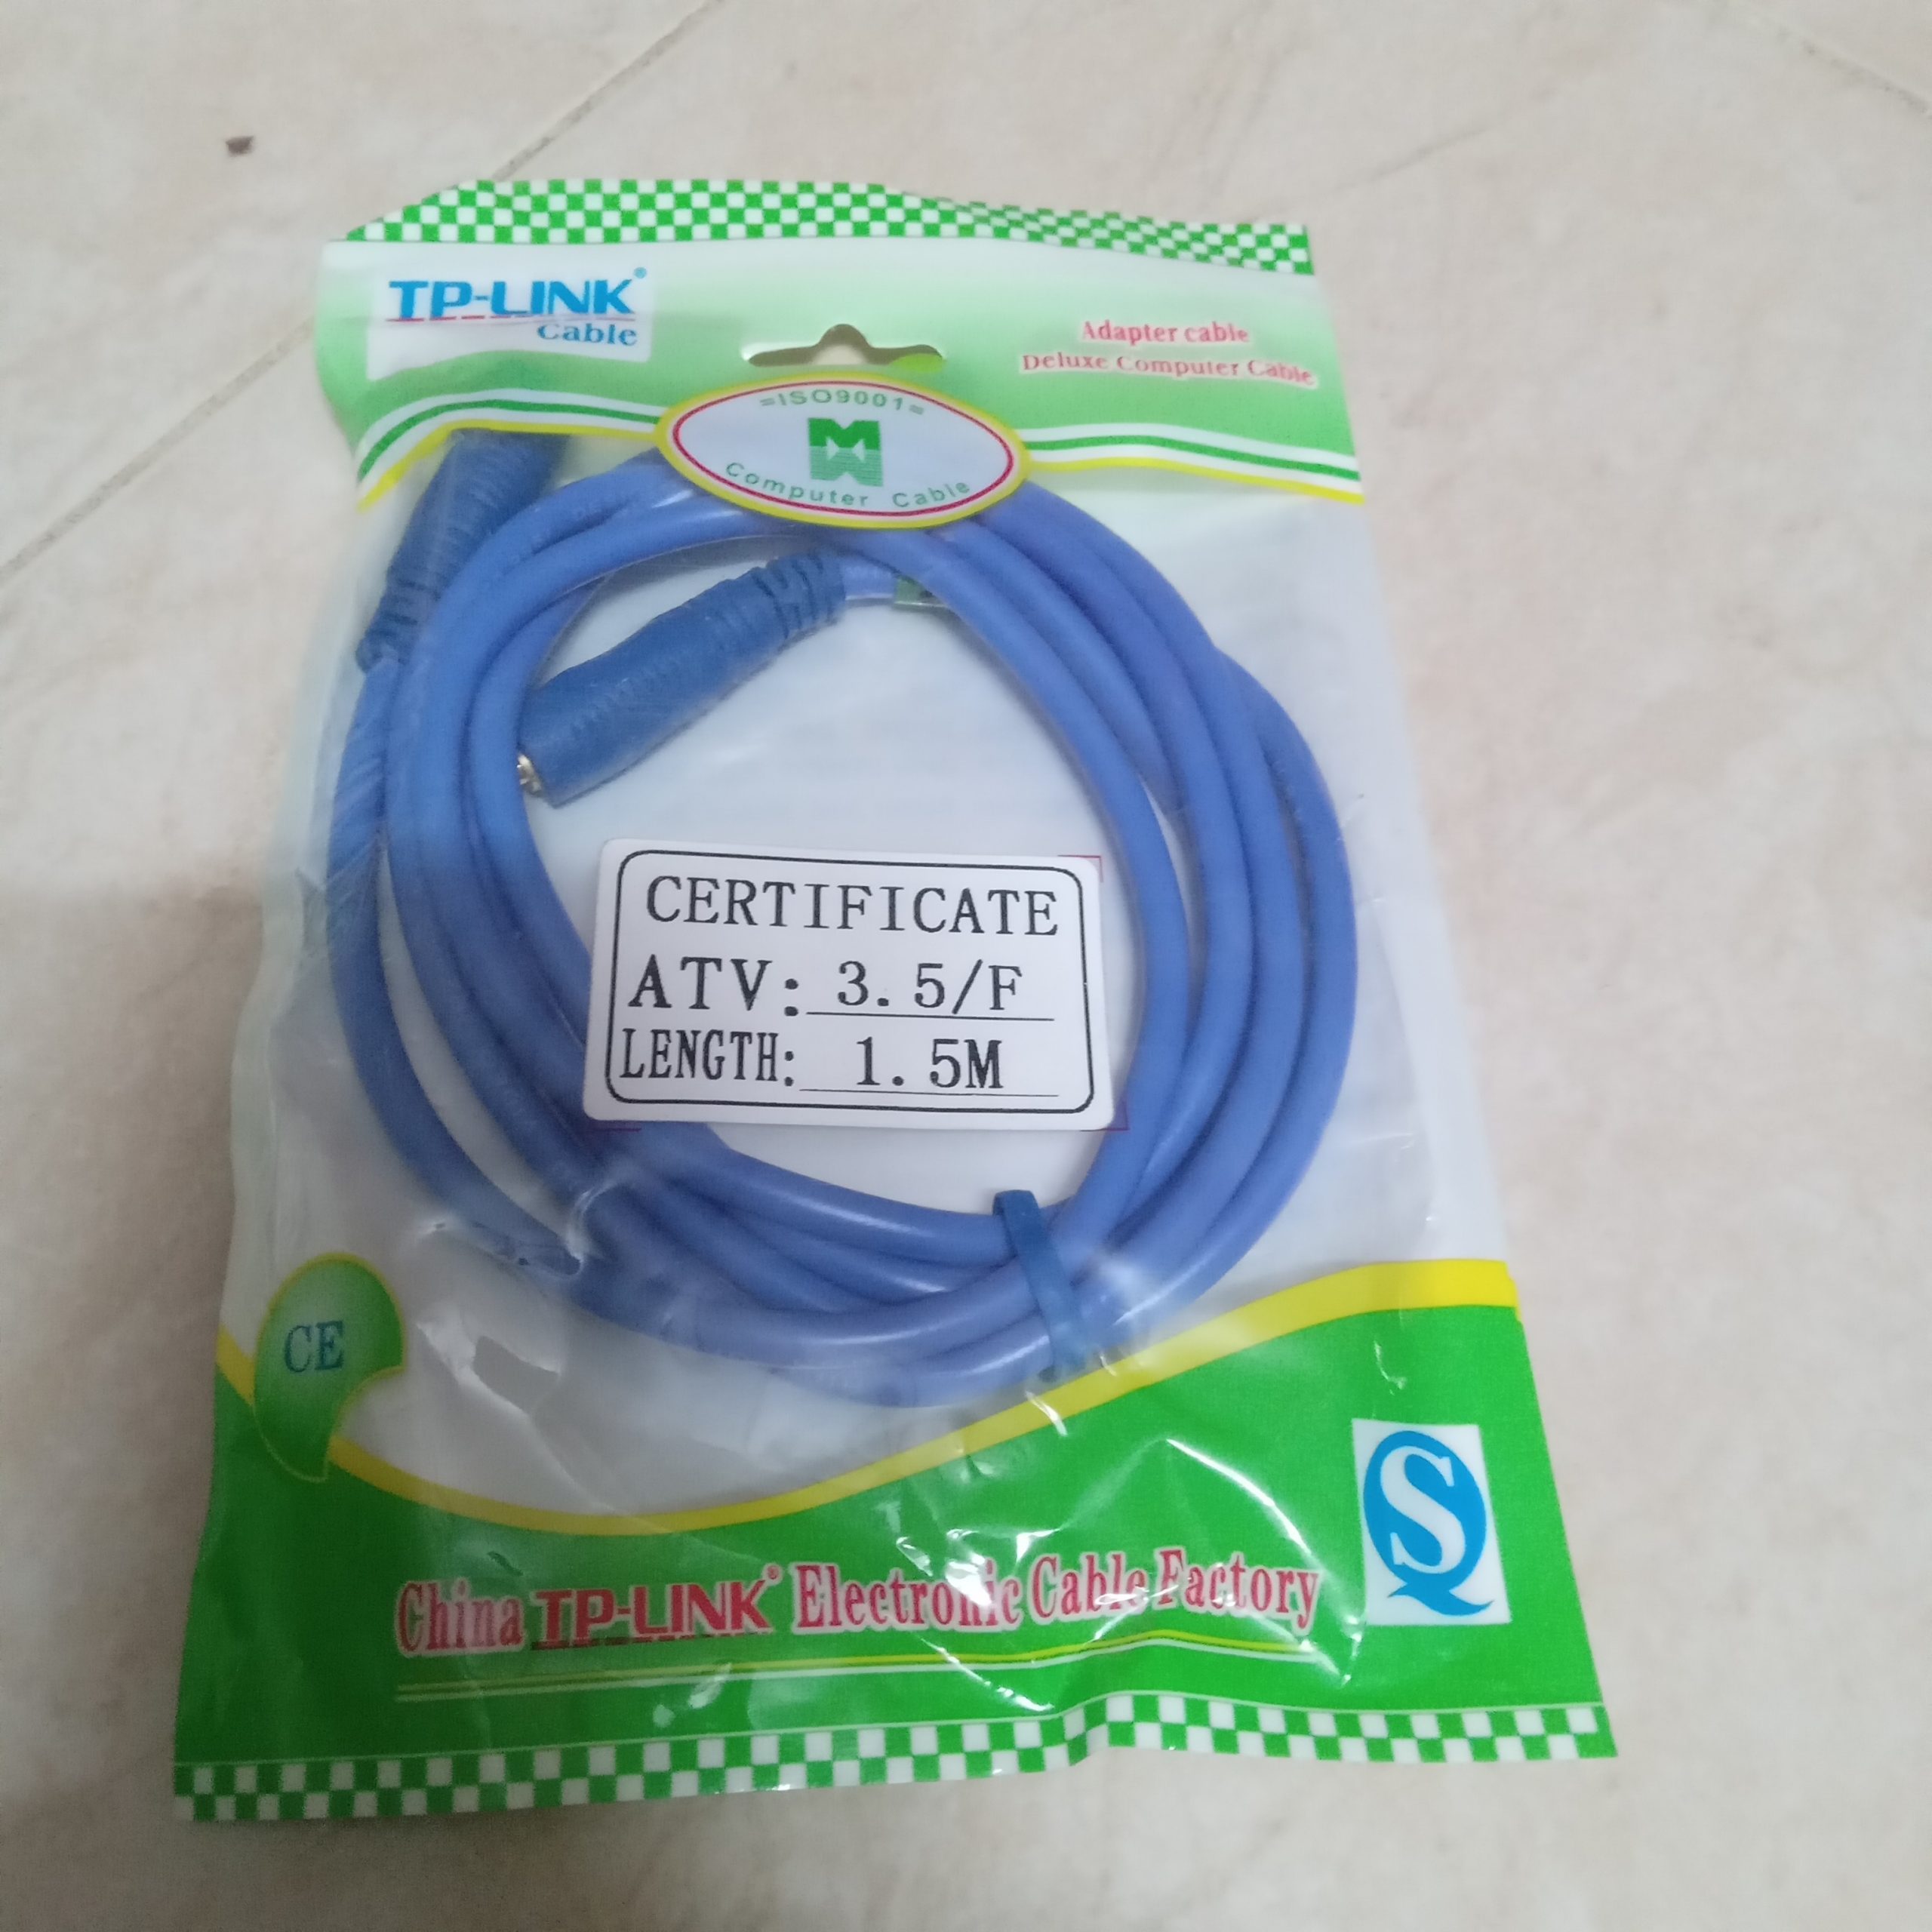 TP-LINK®
Cable
Adapter cable
Deluxe Computer Cable
=ISO9001=
M
Computer Cable
CERTIFICATE
ATV: 3.5/F
LENGTH: 1.5M
CE
S
China TP-LINK® Electronic Cable Factory